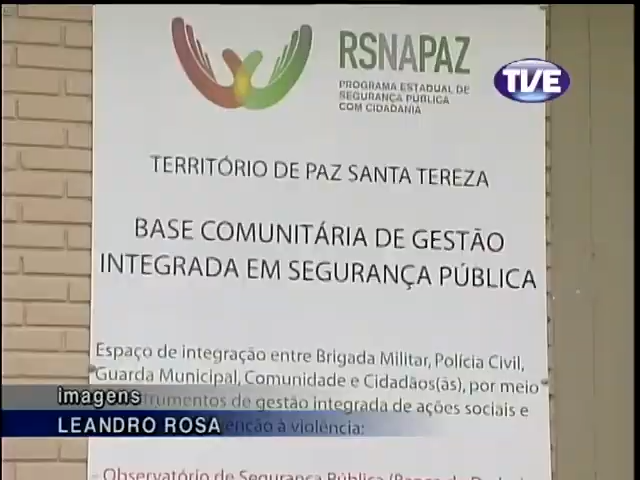 RSNAPAZ
PROGRAMA ESTADUAL DE
SEGURANÇA PÚBLICA
COM CIDADANIA
TVE
TERRITÓRIO DE PAZ SANTA TEREZA
BASE COMUNITÁRIA DE GESTÃO
INTEGRADA EM SEGURANÇA PÚBLICA
Espaço de integração entre Brigada Militar, Polícia Civil,
Guarda Municipal, Comunidade e Cidadãos(ãs), por meio
de gestão integrada de ações sociais e
à violência:
Observatório de Segurança Pública
imagens
LEANDRO ROSA